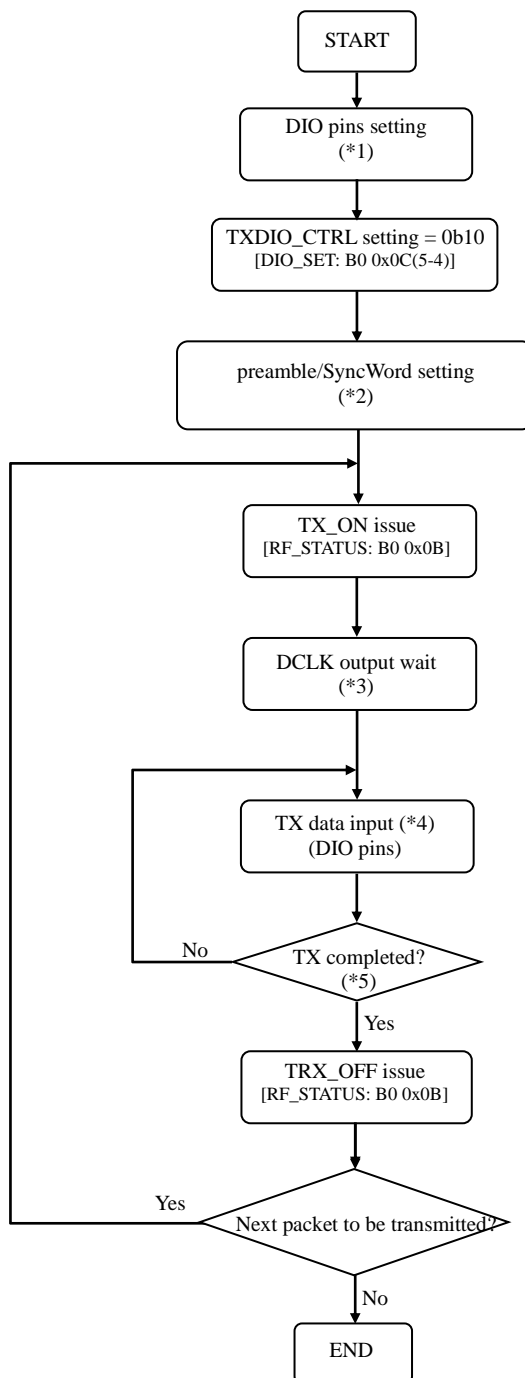 START
DIO pins setting
(*1)
TXDIO_CTRL setting = 0b10
[DIO_SET: B0 0x0C(5-4)]
preamble/SyncWord setting
(*2)
TX_ON issue
[RF_STATUS: B0 0x0B]
DCLK output wait
(*3)
TX data input (*4)
(DIO pins)
No
TX completed?
(*5)
Yes
TRX_OFF issue
[RF_STATUS: B0 0x0B]
Yes
Next packet to be transmitted?
No
END